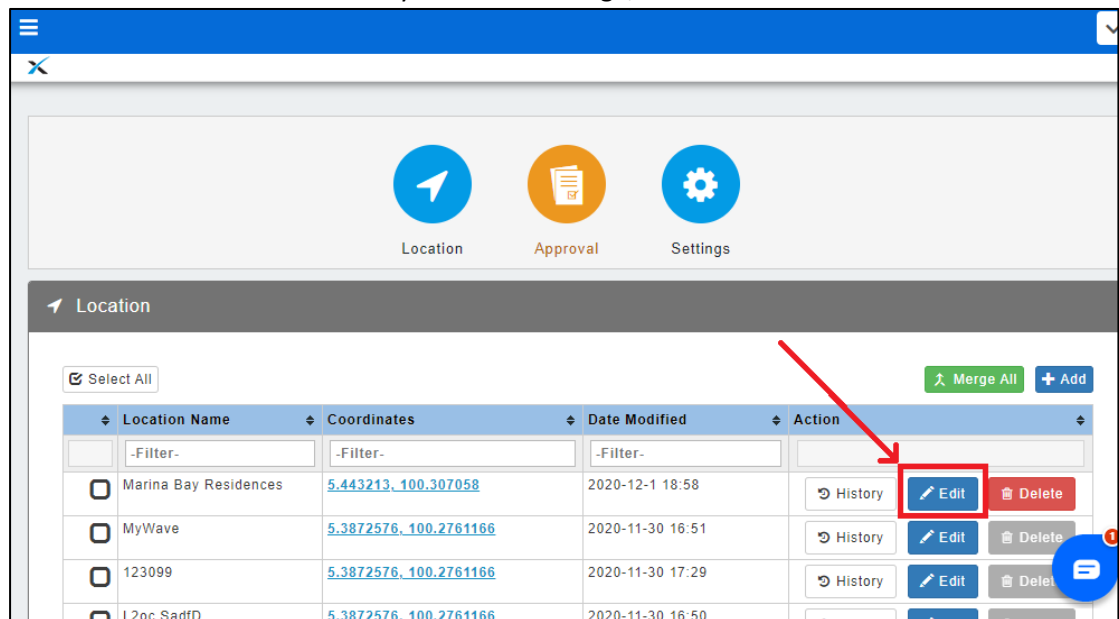 Location Approval Settings
Location
Select All Merge All Add
Location Name Coordinates Date Modified Action
-Filter- -Filter- -Filter-
Marina Bay Residences 5.443213, 100.307058 2020-12-1 18:58 History Edit Delete
MyWave 5.3872576, 100.2761166 2020-11-30 16:51 History Edit Delete
1
123099 5.3872576, 100.2761166 2020-11-30 17:29 History Edit
L2oc SadfD 5.3872576, 100.2761166 2020-11-30 16:50